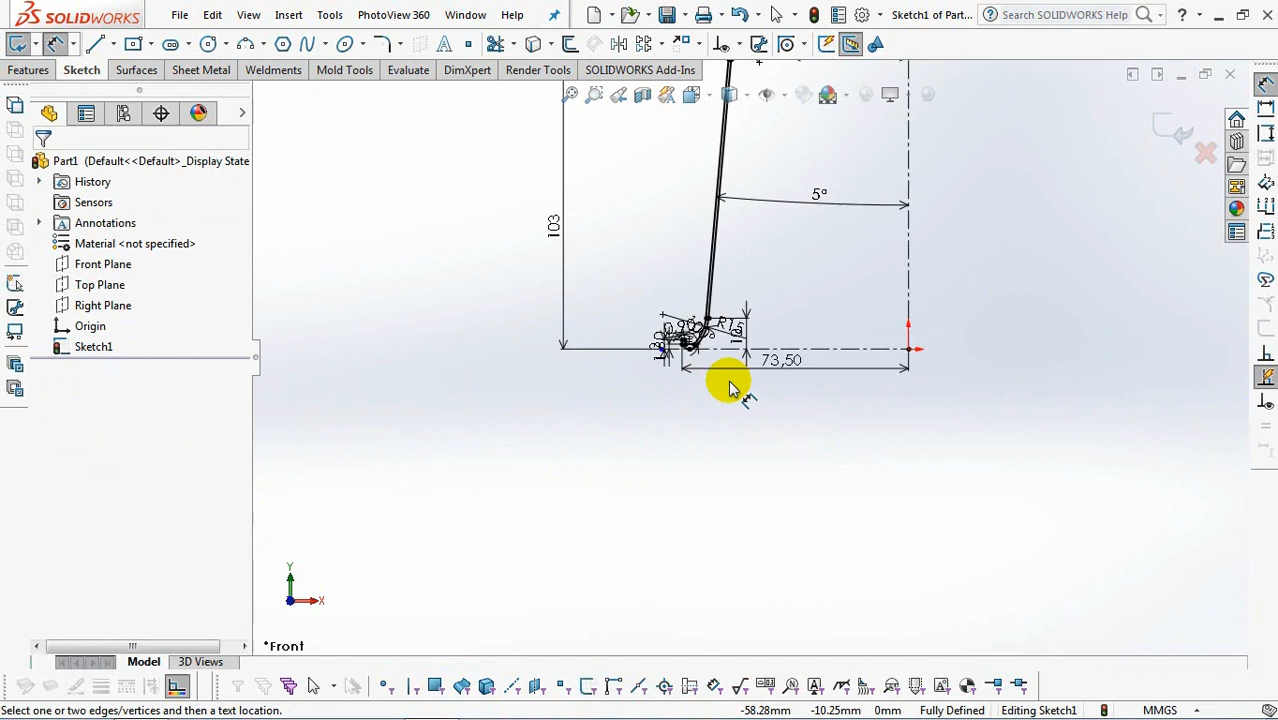 SOLIDWORKS
File Edit View Insert Tools PhotoView 360 Window Help
Sketch1 of Part...
Search SOLIDWORKS Help
Features Sketch Surfaces Sheet Metal Weldments Mold Tools Evaluate DimXpert Render Tools SOLIDWORKS Add-Ins
Part1 (Default<<Default>_Display State
History
Sensors
Annotations
Material <not specified>
Front Plane
Top Plane
Right Plane
Origin
Sketch1
103
5°
73,50
Y
X
*Front
Model 3D Views
Select one or two edges/vertices and then a text location.
-58.28mm -10.25mm 0mm Fully Defined Editing Sketch1 MMGS